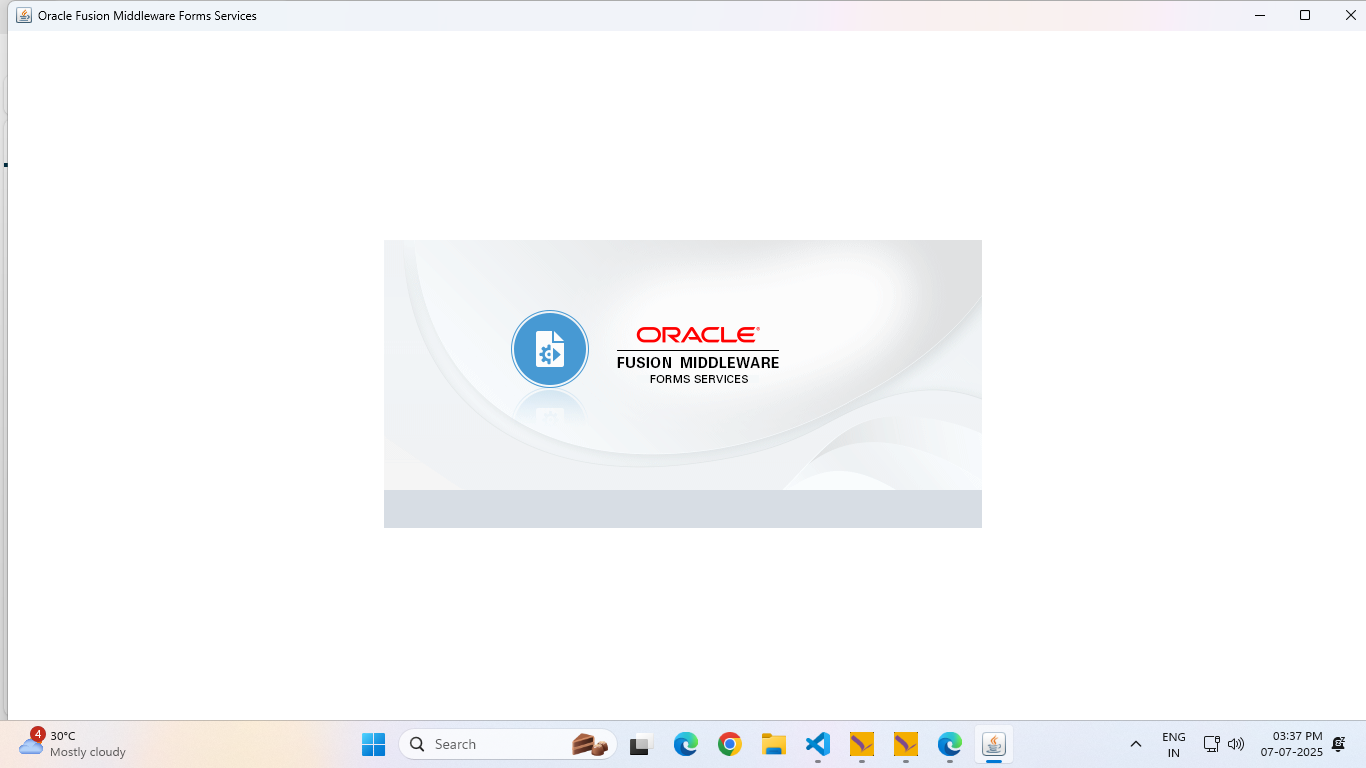 Oracle Fusion Middleware Forms Services
ORACLE®
FUSION MIDDLEWARE
FORMS SERVICES
4
30°C
Mostly cloudy
Search
ENG
IN
03:37 PM
07-07-2025